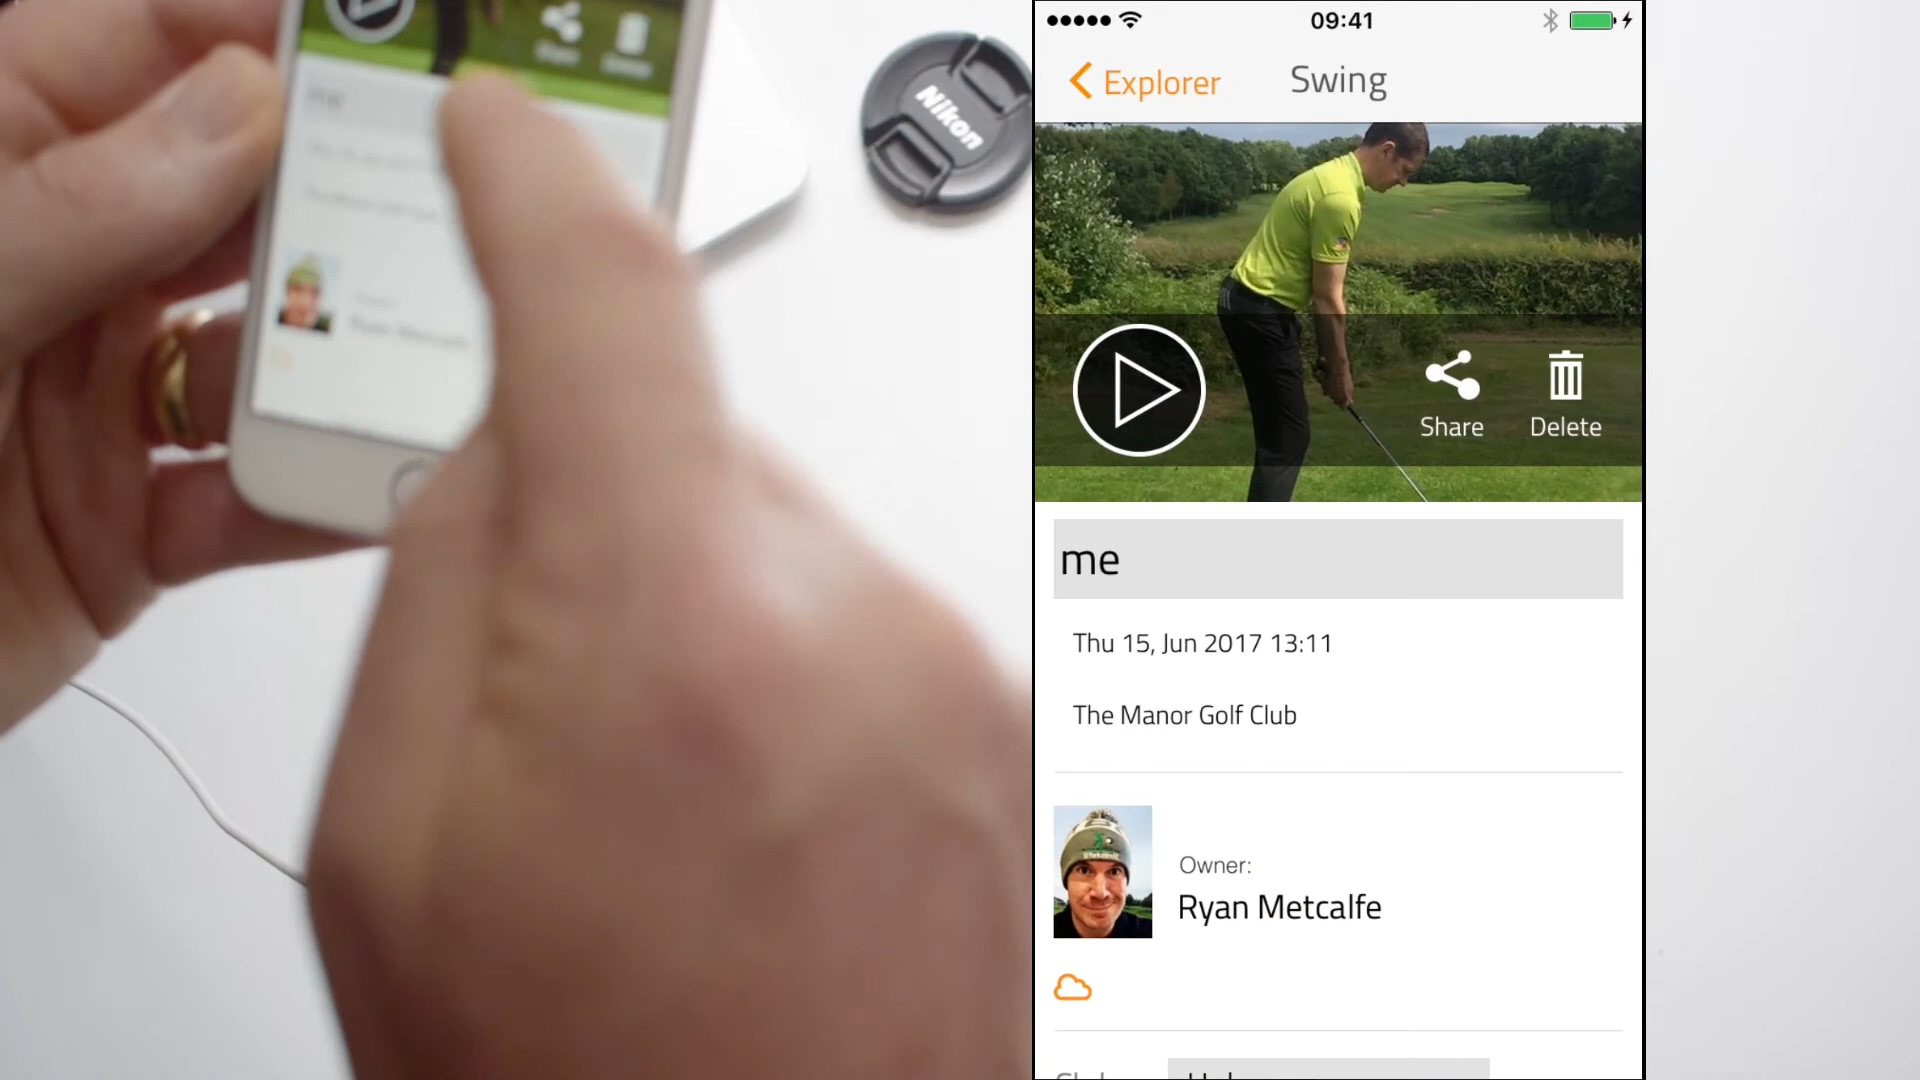 Nikon
09:41
Explorer
Swing
Share
Delete
me
Thu 15, Jun 2017 13:11
The Manor Golf Club
Owner:
Ryan Metcalfe